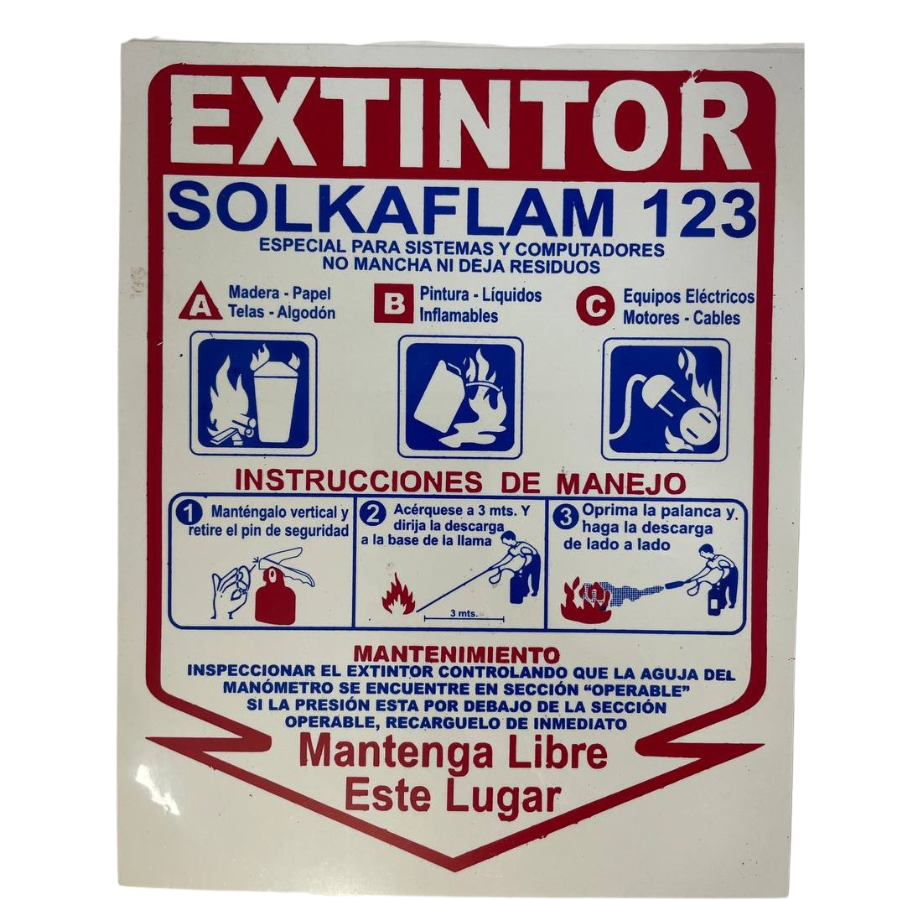 EXTINTOR
SOLKAFLAM 123
ESPECIAL PARA SISTEMAS Y COMPUTADORES
NO MANCHA NI DEJA RESIDUOS
A Madera - Papel
Telas - Algodón
B Pintura - Líquidos
Inflamables
C Equipos Eléctricos
Motores - Cables
INSTRUCCIONES DE MANEJO
1 Manténgalo vertical y
retire el pin de seguridad
2 Acérquese a 3 mts. Y
dirija la descarga
a la base de la llama
3 mts.
3 Oprima la palanca y
haga la descarga
de lado a lado
MANTENIMIENTO
INSPECCIONAR EL EXTINTOR CONTROLANDO QUE LA AGUJA DEL
MANÓMETRO SE ENCUENTRE EN SECCIÓN “OPERABLE”
SI LA PRESIÓN ESTA POR DEBAJO DE LA SECCIÓN
OPERABLE, RECARGUELO DE INMEDIATO
Mantenga Libre
Este Lugar